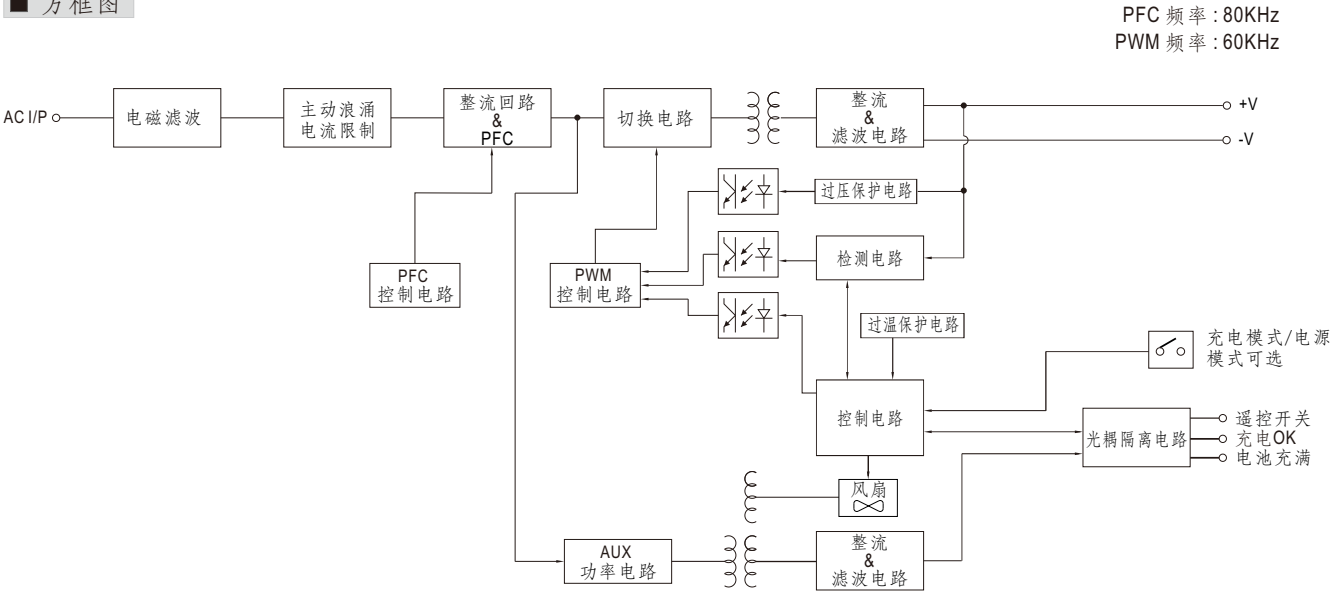 ■ 方框图
PFC 频率 : 80KHz
PWM 频率 : 60KHz
AC I/P
电磁滤波
主动浪涌
电流限制
整流回路
&
PFC
切换电路
整流
&
滤波电路
+V
-V
过压保护电路
检测电路
PFC
控制电路
PWM
控制电路
过温保护电路
充电模式/电源
模式可选
控制电路
光耦隔离电路
遥控开关
充电OK
电池充满
风扇
AUX
功率电路
整流
&
滤波电路